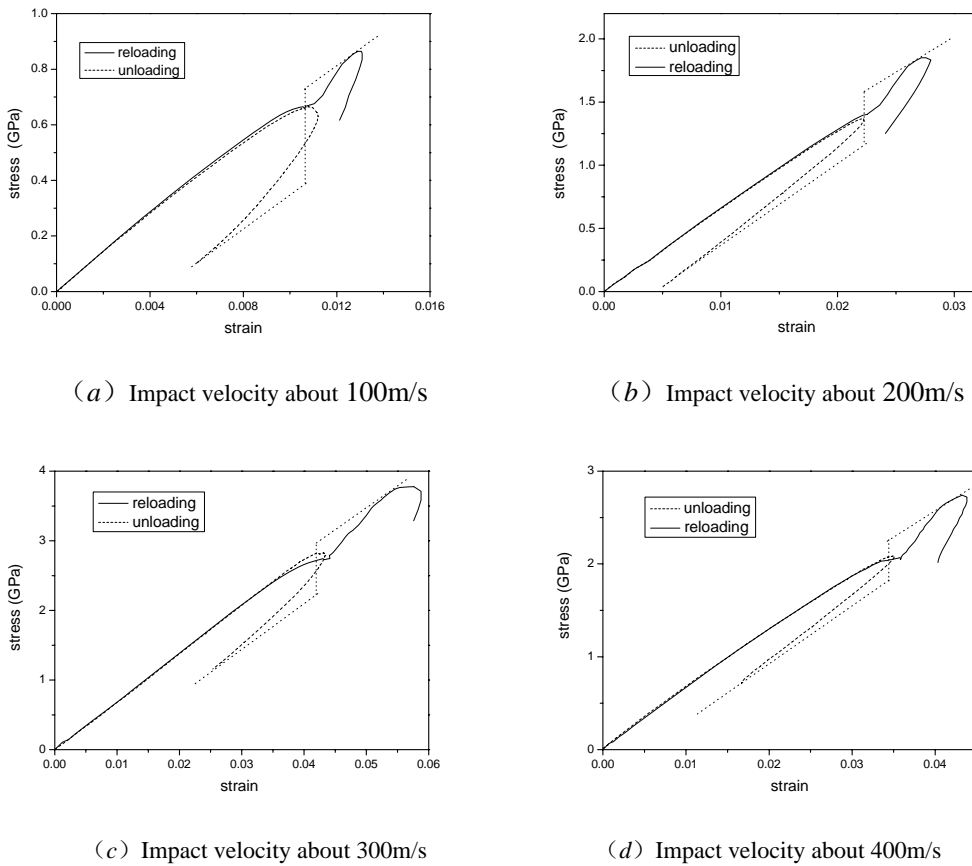 1.0
0.8
0.6
0.4
0.2
0.0
stress (GPa)
reloading
unloading
0.000 0.004 0.008 0.012 0.016
strain
（a）Impact velocity about 100m/s
2.0
1.5
1.0
0.5
0.0
stress (GPa)
unloading
reloading
0.00 0.01 0.02 0.03
strain
（b）Impact velocity about 200m/s
4
3
2
1
0
stress (GPa)
reloading
unloading
0.00 0.01 0.02 0.03 0.04 0.05 0.06
strain
（c）Impact velocity about 300m/s
3
2
1
0
stress (GPa)
unloading
reloading
0.00 0.01 0.02 0.03 0.04
strain
（d）Impact velocity about 400m/s